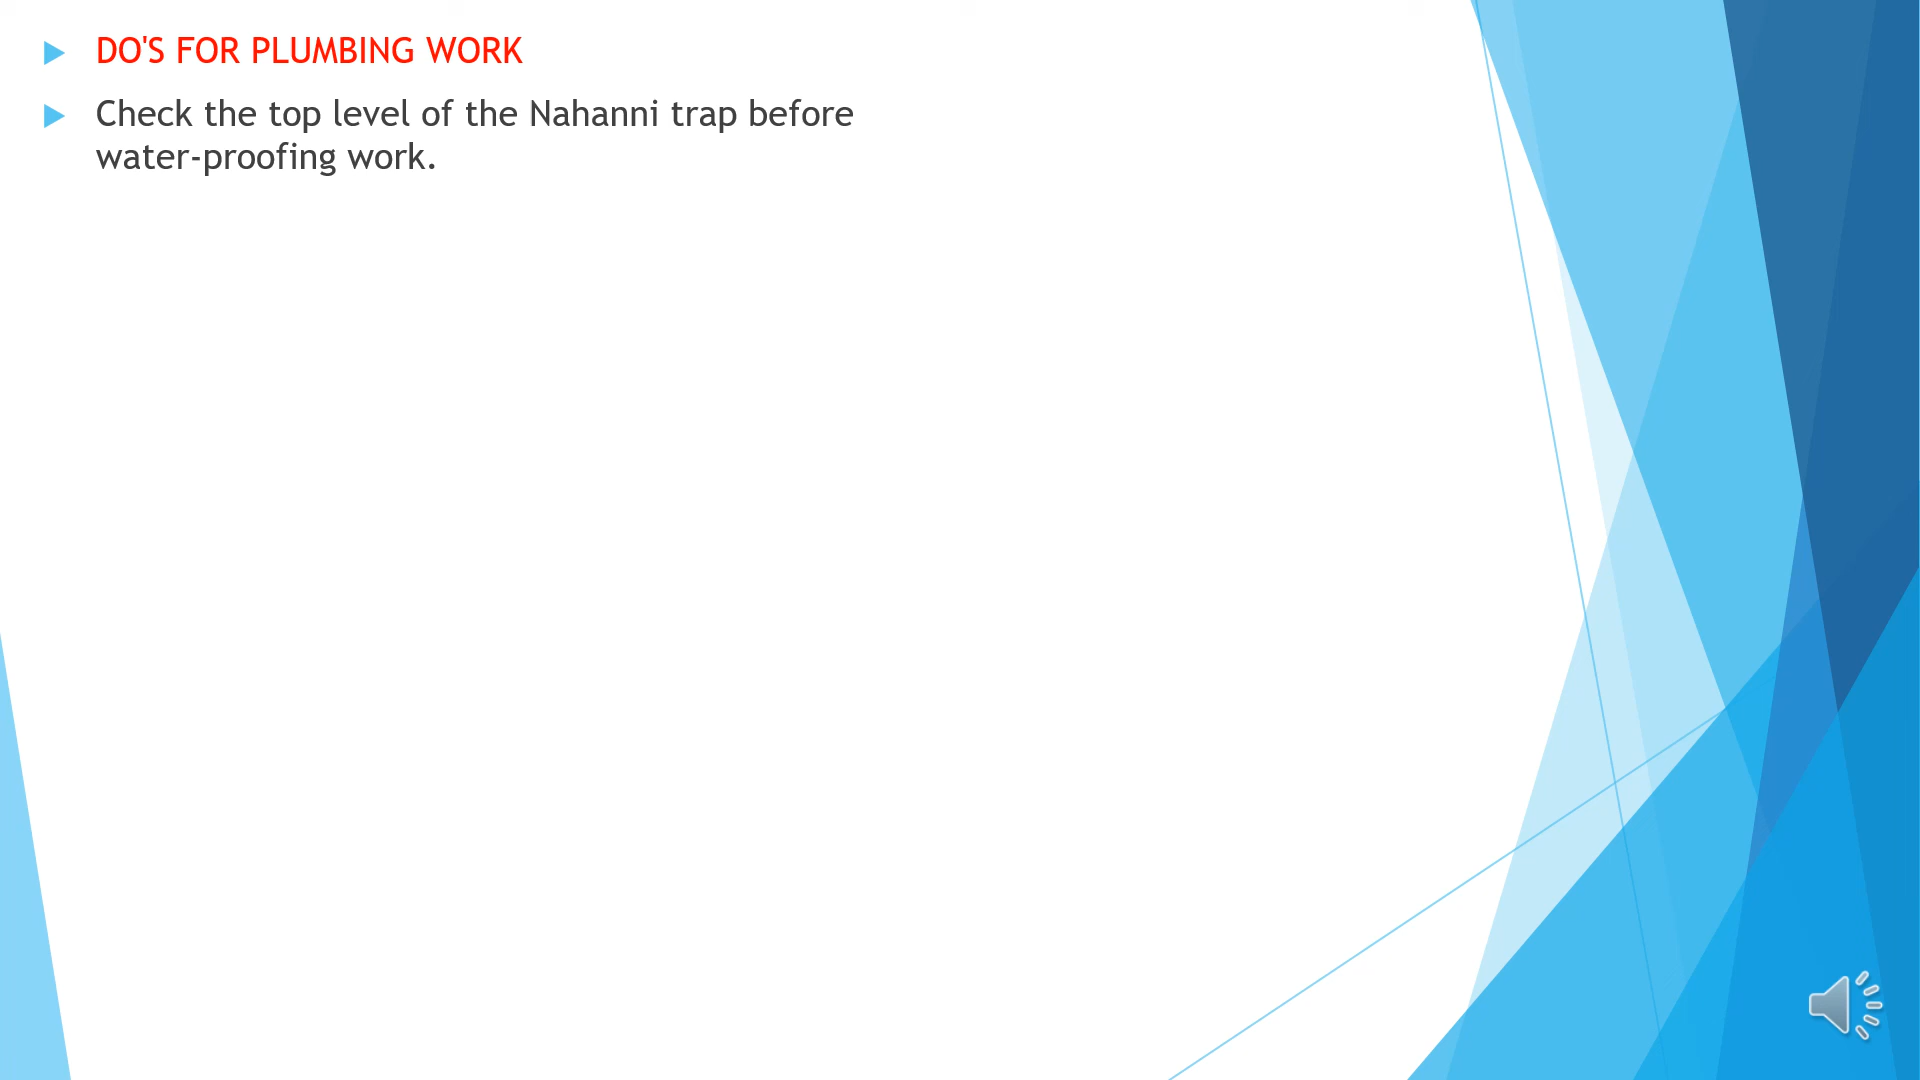 DO'S FOR PLUMBING WORK
Check the top level of the Nahanni trap before
water-proofing work.